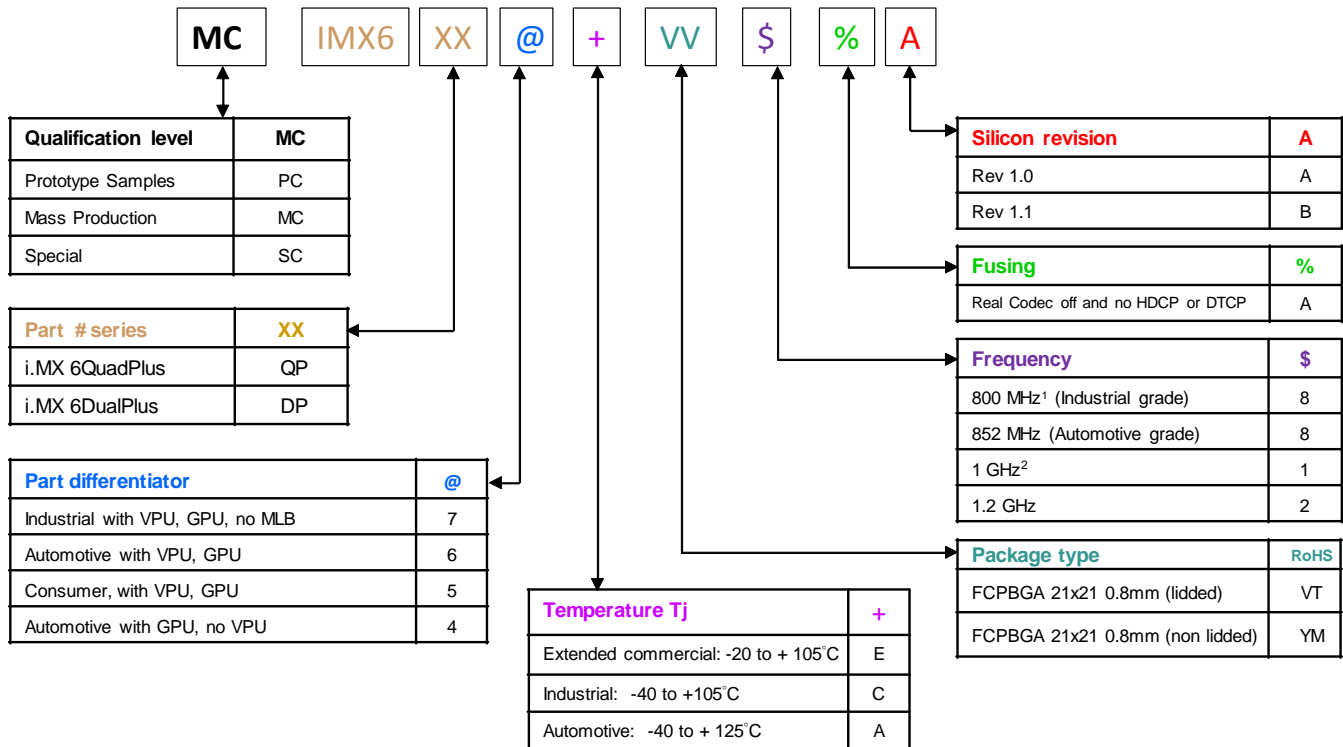 MC IMX6 XX @ + VV $ % A
Qualification level MC
Prototype Samples PC
Mass Production MC
Special SC
Part # series XX
i.MX 6QuadPlus QP
i.MX 6DualPlus DP
Part differentiator @
Industrial with VPU, GPU, no MLB 7
Automotive with VPU, GPU 6
Consumer, with VPU, GPU 5
Automotive with GPU, no VPU 4
Temperature Tj +
Extended commercial: -20 to + 105°C E
Industrial: -40 to +105°C C
Automotive: -40 to + 125°C A
Silicon revision A
Rev 1.0 A
Rev 1.1 B
Fusing %
Real Codec off and no HDCP or DTCP A
Frequency $
800 MHz¹ (Industrial grade) 8
852 MHz (Automotive grade) 8
1 GHz² 1
1.2 GHz 2
Package type RoHS
FCPBGA 21x21 0.8mm (lidded) VT
FCPBGA 21x21 0.8mm (non lidded) YM